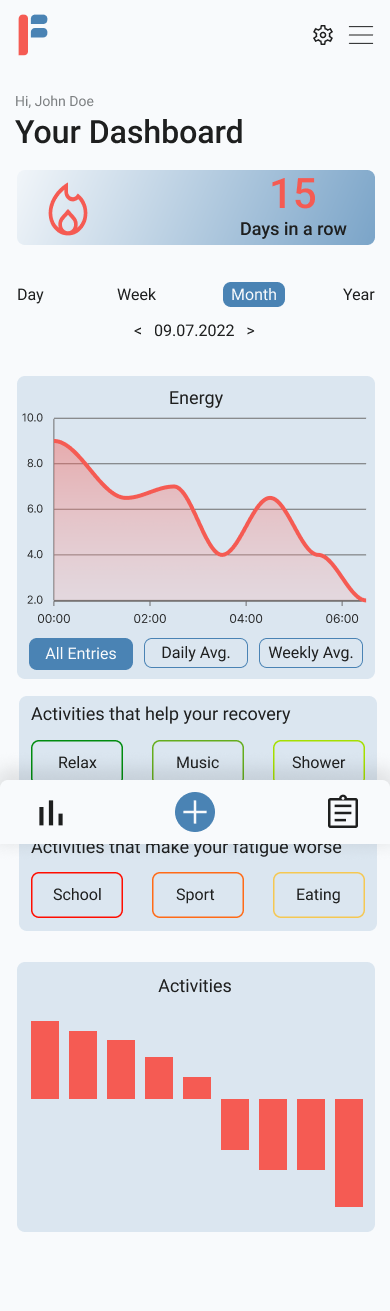 Hi, John Doe
Your Dashboard
15
Days in a row
Day Week Month Year
< 09.07.2022 >
Energy
10.0
8.0
6.0
4.0
2.0
00:00 02:00 04:00 06:00
All Entries Daily Avg. Weekly Avg.
Activities that help your recovery
Relax Music Shower
Activities that make your fatigue worse
School Sport Eating
Activities